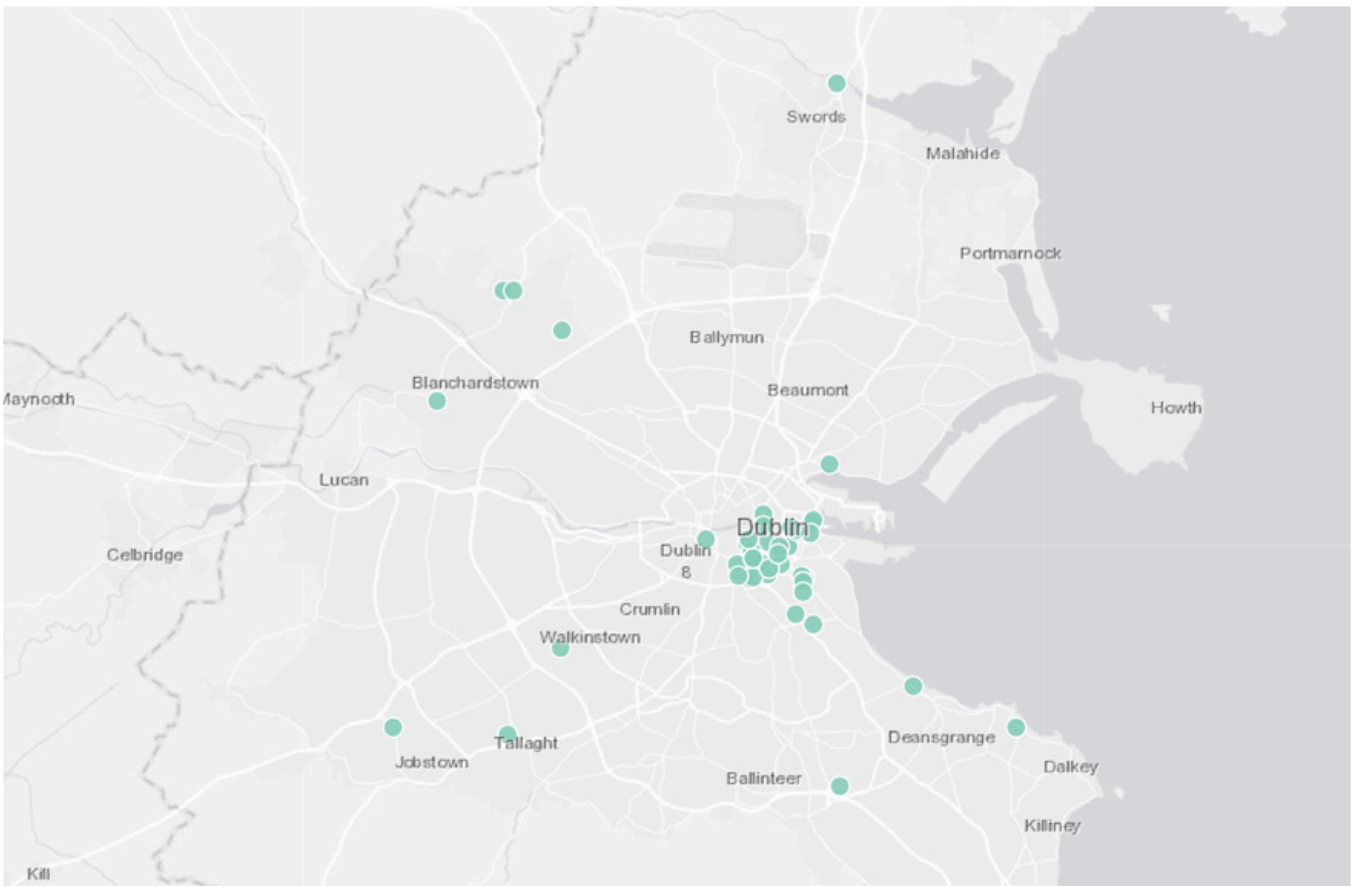 Swords
Malahide
Portmarnock
Ballymun
Blanchardstown
Beaumont
Maynooth
Howth
Lucan
Dublin
Dublin
8
Celbridge
Crumlin
Walkinstown
Deansgrange
Tallaght
Jobstown
Dalkey
Ballinteer
Killiney
Kill